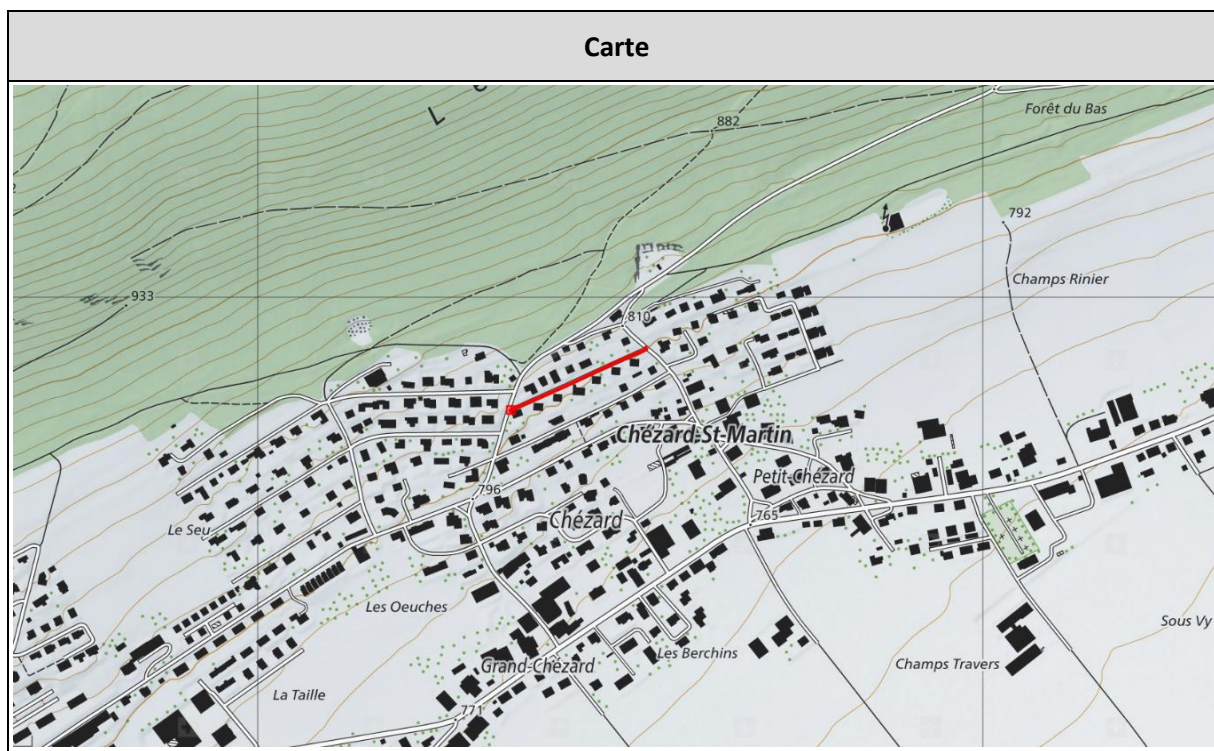 Carte
L e
Forêt du Bas
882
792
Champs Rinier
933
810
Chézard-St-Martin
Petit-Chézard
796
Chézard
765
Le Seu
Les Oeuches
Sous Vy
Grand-Chézard
Les Berchins
Champs Travers
La Taille
771